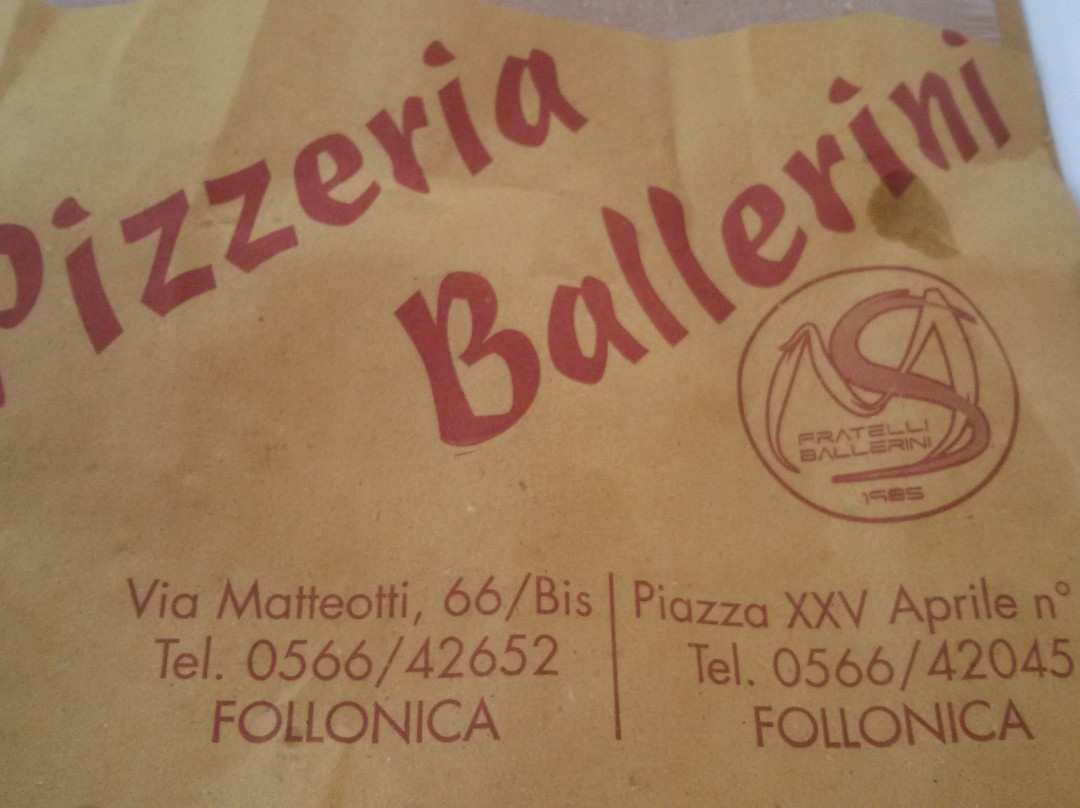 Pizzeria
Ballerini
FRATELLI
BALLERINI
1985
Via Matteotti, 66/Bis
Tel. 0566/42652
FOLLONICA
Piazza XXV Aprile n°
Tel. 0566/42045
FOLLONICA